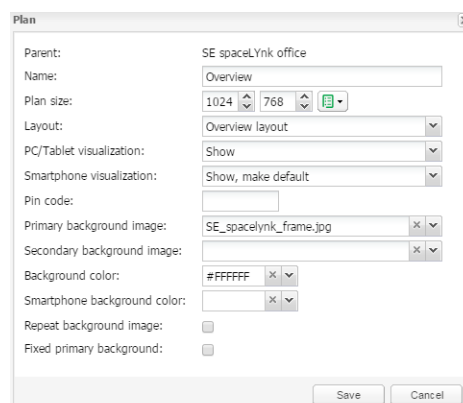 Plan
Parent: SE spaceLYnk office
Name: Overview
Plan size: 1024 768
Layout: Overview layout
PC/Tablet visualization: Show
Smartphone visualization: Show, make default
Pin code:
Primary background image: SE_spacelynk_frame.jpg
Secondary background image:
Background color: #FFFFFF
Smartphone background color:
Repeat background image:
Fixed primary background:
Save Cancel